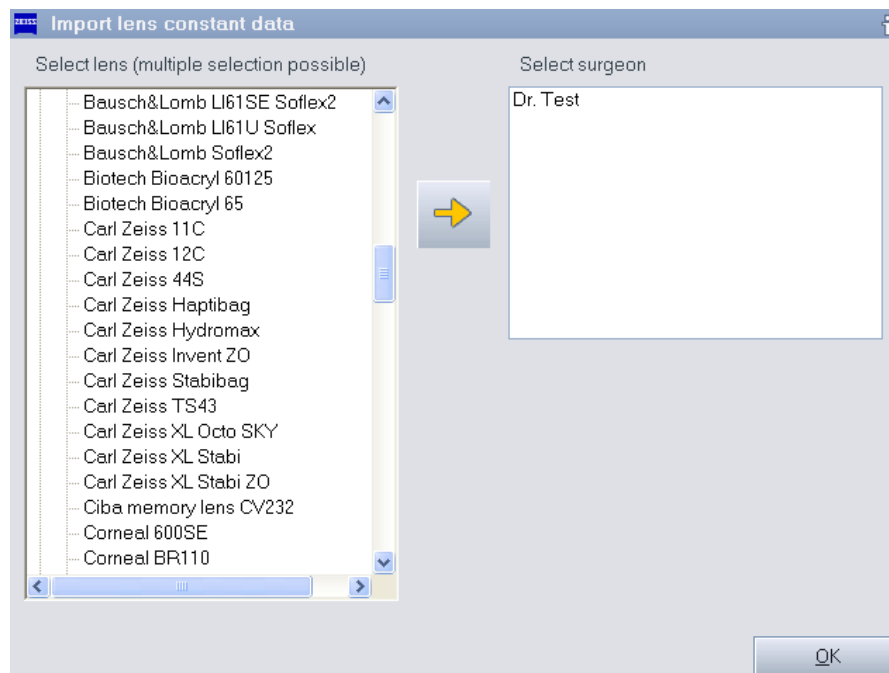 ZEISS
Import lens constant data
Select lens (multiple selection possible)
Bausch&Lomb LI61SE Soflex2
Bausch&Lomb LI61U Soflex
Bausch&Lomb Soflex2
Biotech Bioacryl 60125
Biotech Bioacryl 65
Carl Zeiss 11C
Carl Zeiss 12C
Carl Zeiss 44S
Carl Zeiss Haptibag
Carl Zeiss Hydromax
Carl Zeiss Invent ZO
Carl Zeiss Stabibag
Carl Zeiss TS43
Carl Zeiss XL Octo SKY
Carl Zeiss XL Stabi
Carl Zeiss XL Stabi ZO
Ciba memory lens CV232
Corneal 600SE
Corneal BR110
Select surgeon
Dr. Test
OK